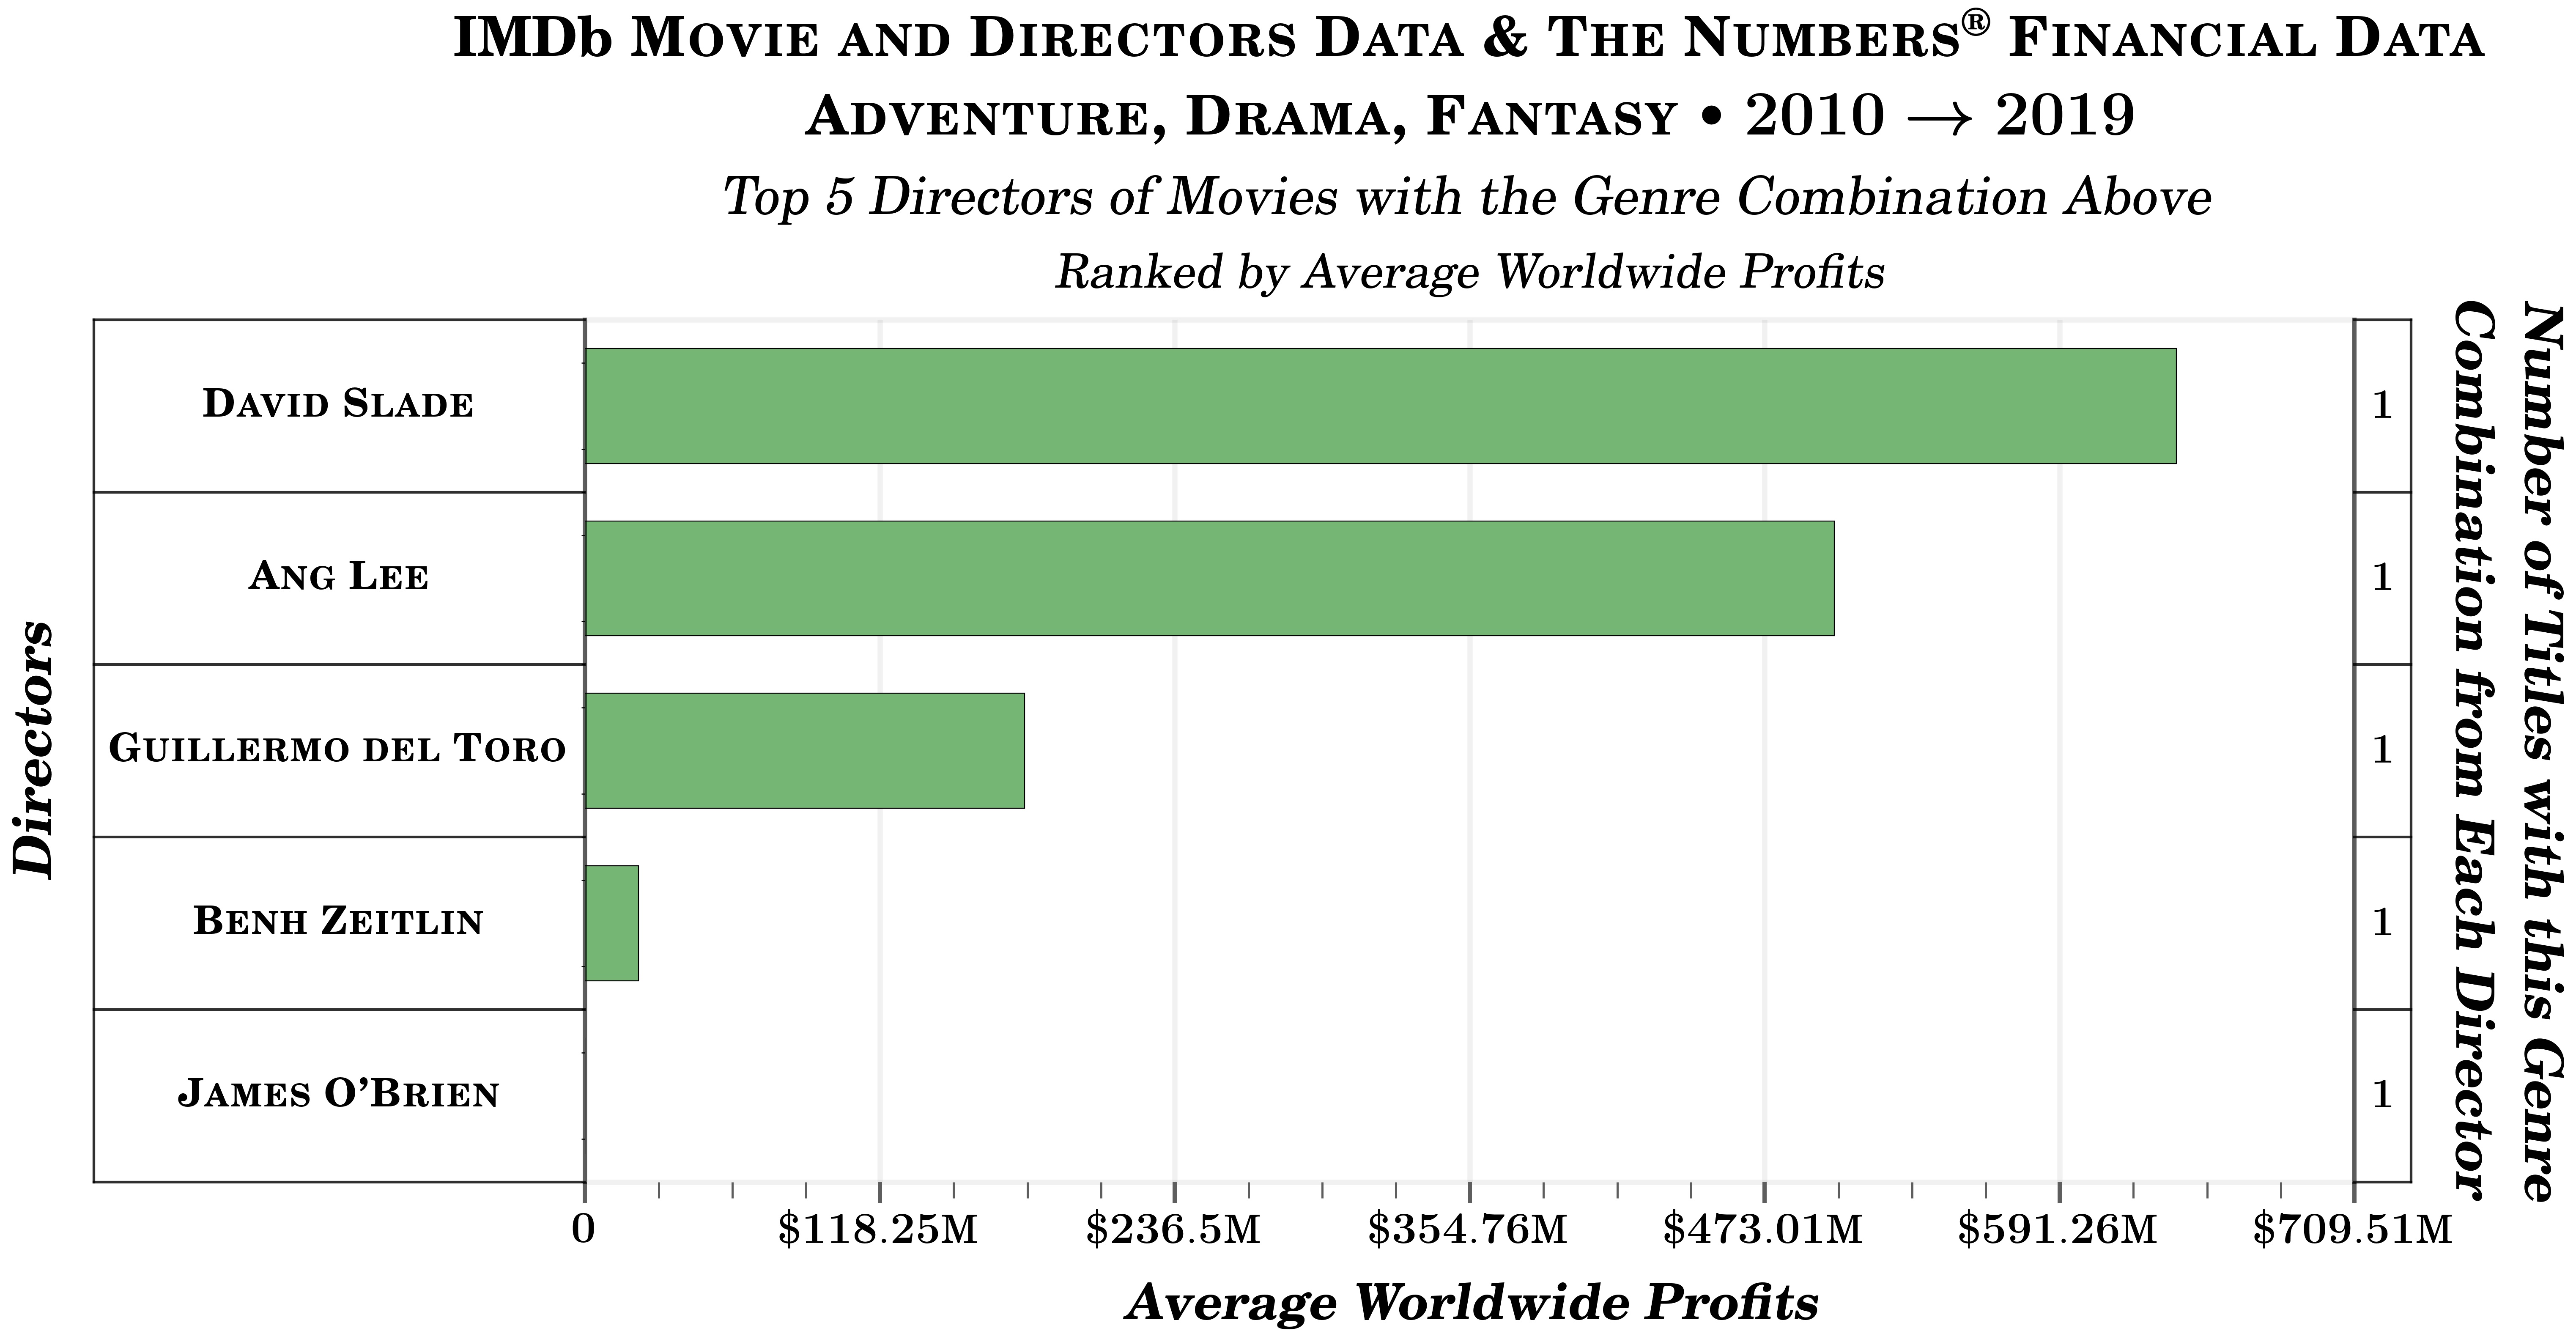 IMDb Movie and Directors Data & The Numbers® Financial Data
Adventure, Drama, Fantasy • 2010 → 2019
Top 5 Directors of Movies with the Genre Combination Above
Ranked by Average Worldwide Profits
Directors
David Slade
1
Ang Lee
1
Guillermo del Toro
1
Benh Zeitlin
1
James O’Brien
1
Number of Titles with this Genre
Combination from Each Director
0
$118.25M
$236.5M
$354.76M
$473.01M
$591.26M
$709.51M
Average Worldwide Profits